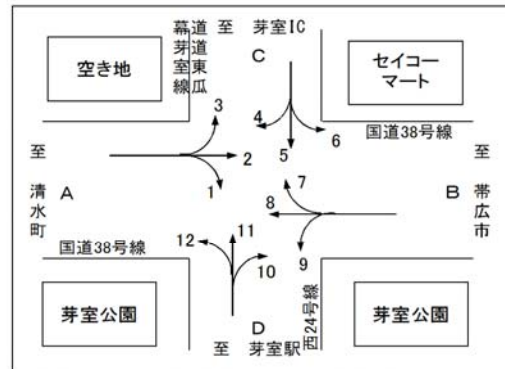 至 芽室IC
道道東瓜
幕芽室線
C
空き地
セイコー
マート
3
4
5
6
国道38号線
至 清水町
A
2
1
7
8
9
B
至 帯広市
国道38号線
12
11
10
西24号線
芽室公園
芽室公園
D
至 芽室駅